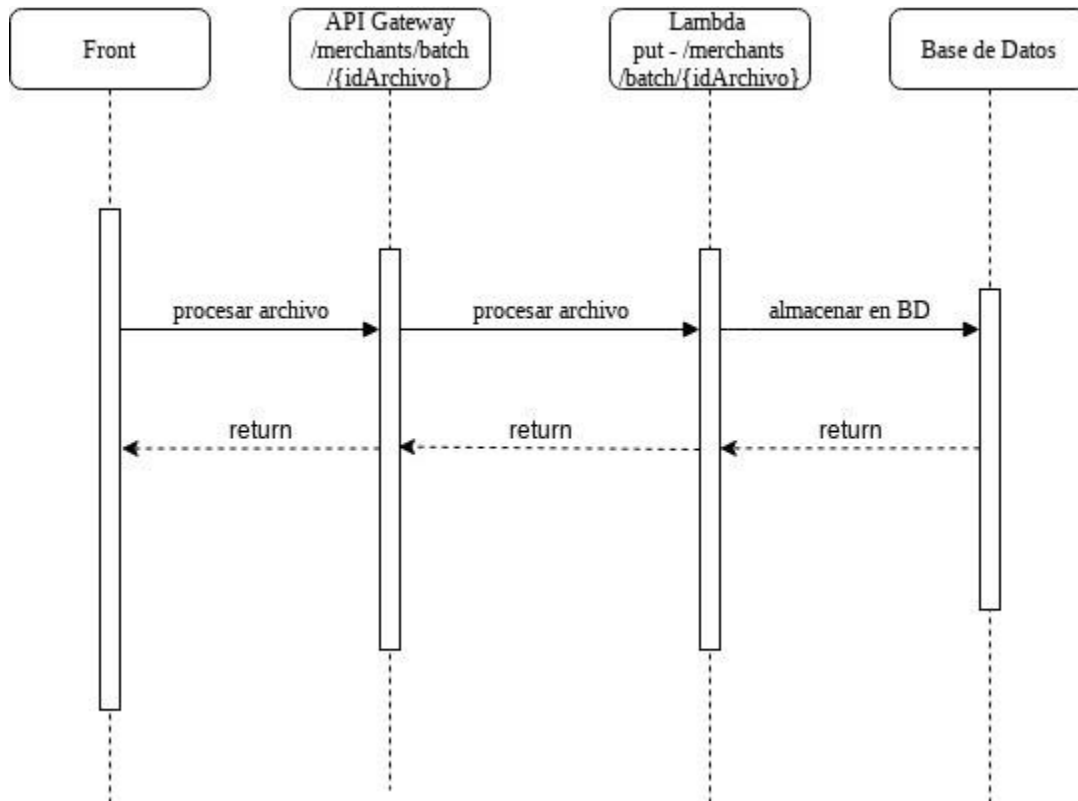 Front
API Gateway
/merchants/batch
/{idArchivo}
Lambda
put - /merchants
/batch/{idArchivo}
Base de Datos
procesar archivo
procesar archivo
almacenar en BD
return
return
return